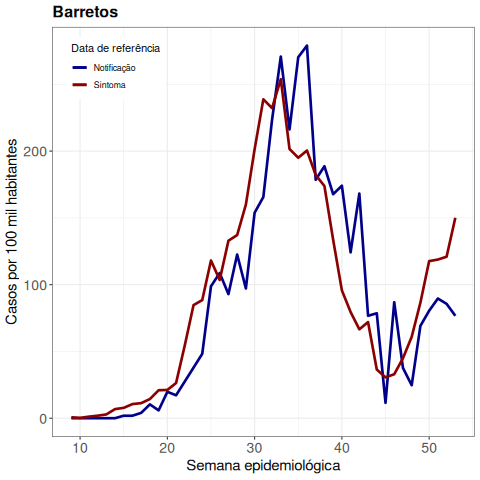 Barretos
Data de referência
Notificação
Sintoma
Casos por 100 mil habitantes
200
100
0
10 20 30 40 50
Semana epidemiológica